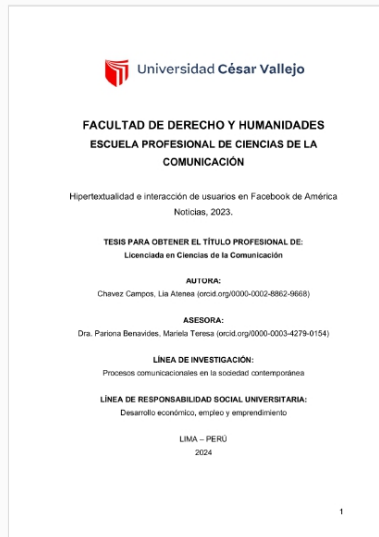 Universidad César Vallejo
FACULTAD DE DERECHO Y HUMANIDADES
ESCUELA PROFESIONAL DE CIENCIAS DE LA
COMUNICACIÓN
Hipertextualidad e interacción de usuarios en Facebook de América
Noticias, 2023.
TESIS PARA OBTENER EL TÍTULO PROFESIONAL DE:
Licenciada en Ciencias de la Comunicación
AUTORA:
Chavez Campos, Lia Atenea (orcid.org/0000-0002-8862-9668)
ASESORA:
Dra. Pariona Benavides, Mariela Teresa (orcid.org/0000-0003-4279-0154)
LÍNEA DE INVESTIGACIÓN:
Procesos comunicacionales en la sociedad contemporánea
LÍNEA DE RESPONSABILIDAD SOCIAL UNIVERSITARIA:
Desarrollo económico, empleo y emprendimiento
LIMA – PERÚ
2024
1